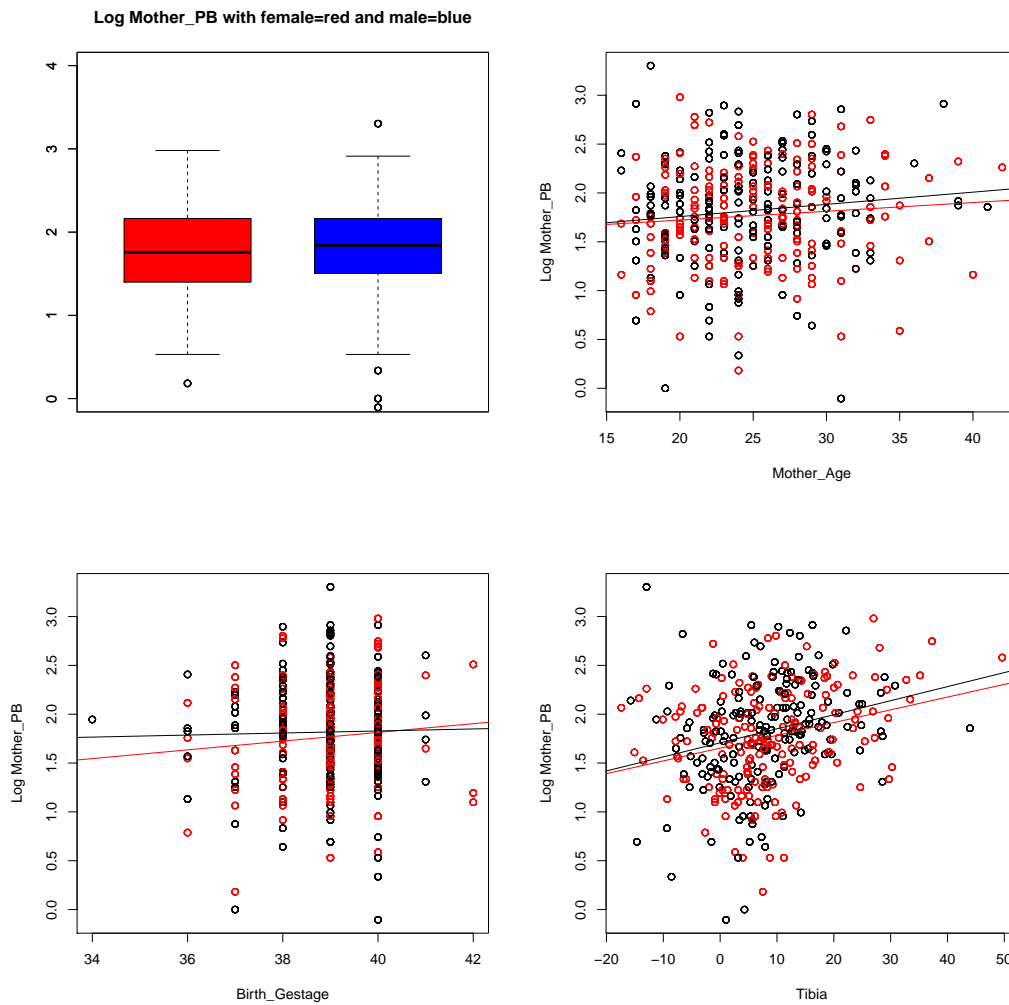 Log Mother_PB with female=red and male=blue
4
3
2
1
0
Log Mother_PB
3.0
2.5
2.0
1.5
1.0
0.5
0.0
15 20 25 30 35 40
Mother_Age
Log Mother_PB
3.0
2.5
2.0
1.5
1.0
0.5
0.0
34 36 38 40 42
Birth_Gestage
Log Mother_PB
3.0
2.5
2.0
1.5
1.0
0.5
0.0
−20 −10 0 10 20 30 40 50
Tibia